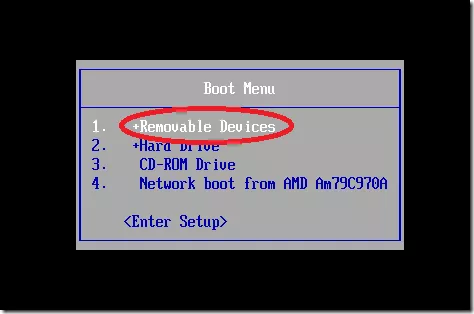 Boot Menu
1. +Removable Devices
2. +Hard Drive
3. CD-ROM Drive
4. Network boot from AMD Am79C970A
<Enter Setup>